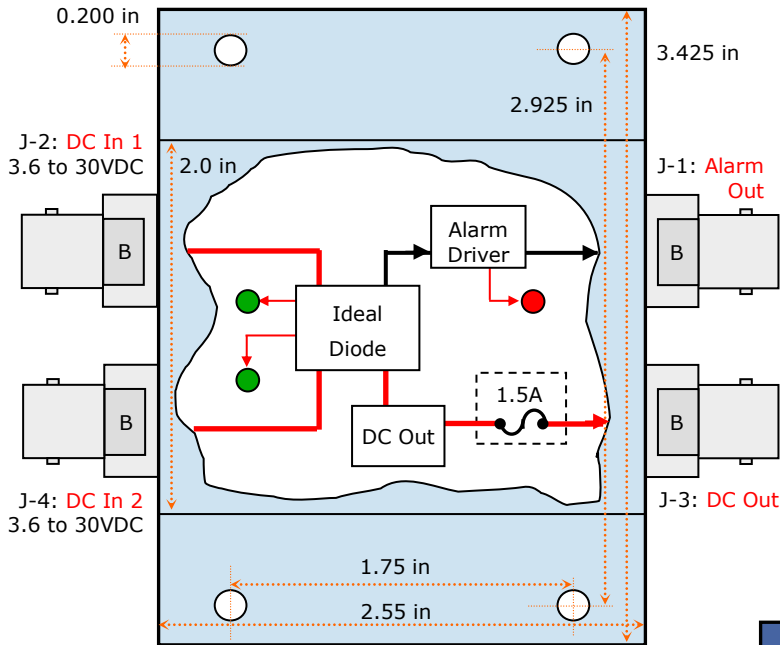 0.200 in
3.425 in
2.925 in
J-2: DC In 1
3.6 to 30VDC
2.0 in
J-1: Alarm
Out
B
Alarm
Driver
B
Ideal
Diode
1.5A
B
DC Out
B
J-4: DC In 2
3.6 to 30VDC
J-3: DC Out
1.75 in
2.55 in